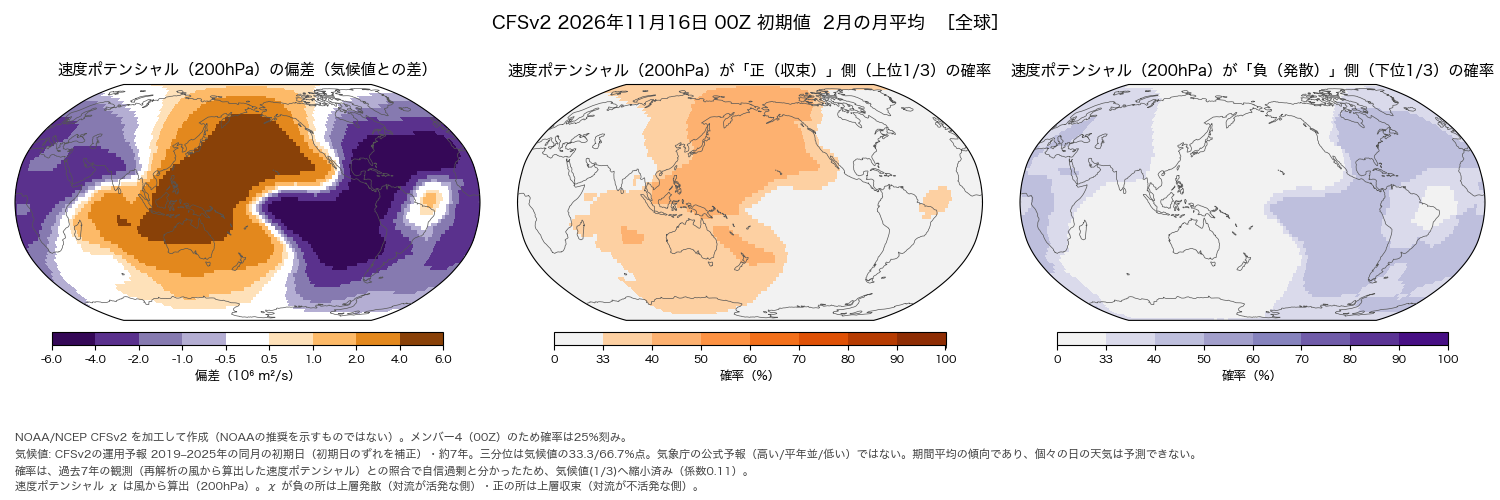 CFSv2 2026年11月16日 00Z 初期値  2月の月平均  ［全球］
速度ポテンシャル（200hPa）の偏差（気候値との差）
速度ポテンシャル（200hPa）が「正（収束）」側（上位1/3）の確率
速度ポテンシャル（200hPa）が「負（発散）」側（下位1/3）の確率
-6.0 -4.0 -2.0 -1.0 -0.5 0.5 1.0 2.0 4.0 6.0
偏差（10⁶ m²/s）
0 33 40 50 60 70 80 90 100
確率（%）
0 33 40 50 60 70 80 90 100
確率（%）
NOAA/NCEP CFSv2 を加工して作成（NOAAの推奨を示すものではない）。メンバー4（00Z）のため確率は25%刻み。
気候値: CFSv2の運用予報 2019–2025年の同月の初期日（初期日のずれを補正）・約7年。三分位は気候値の33.3/66.7%点。気象庁の公式予報（高い/平年並/低い）ではない。期間平均の傾向であり、個々の日の天気は予測できない。
確率は、過去7年の観測（再解析の風から算出した速度ポテンシャル）との照合で自信過剰と分かったため、気候値(1/3)へ縮小済み（係数0.11）。
速度ポテンシャル χ は風から算出（200hPa）。χ が負の所は上層発散（対流が活発な側）・正の所は上層収束（対流が不活発な側）。